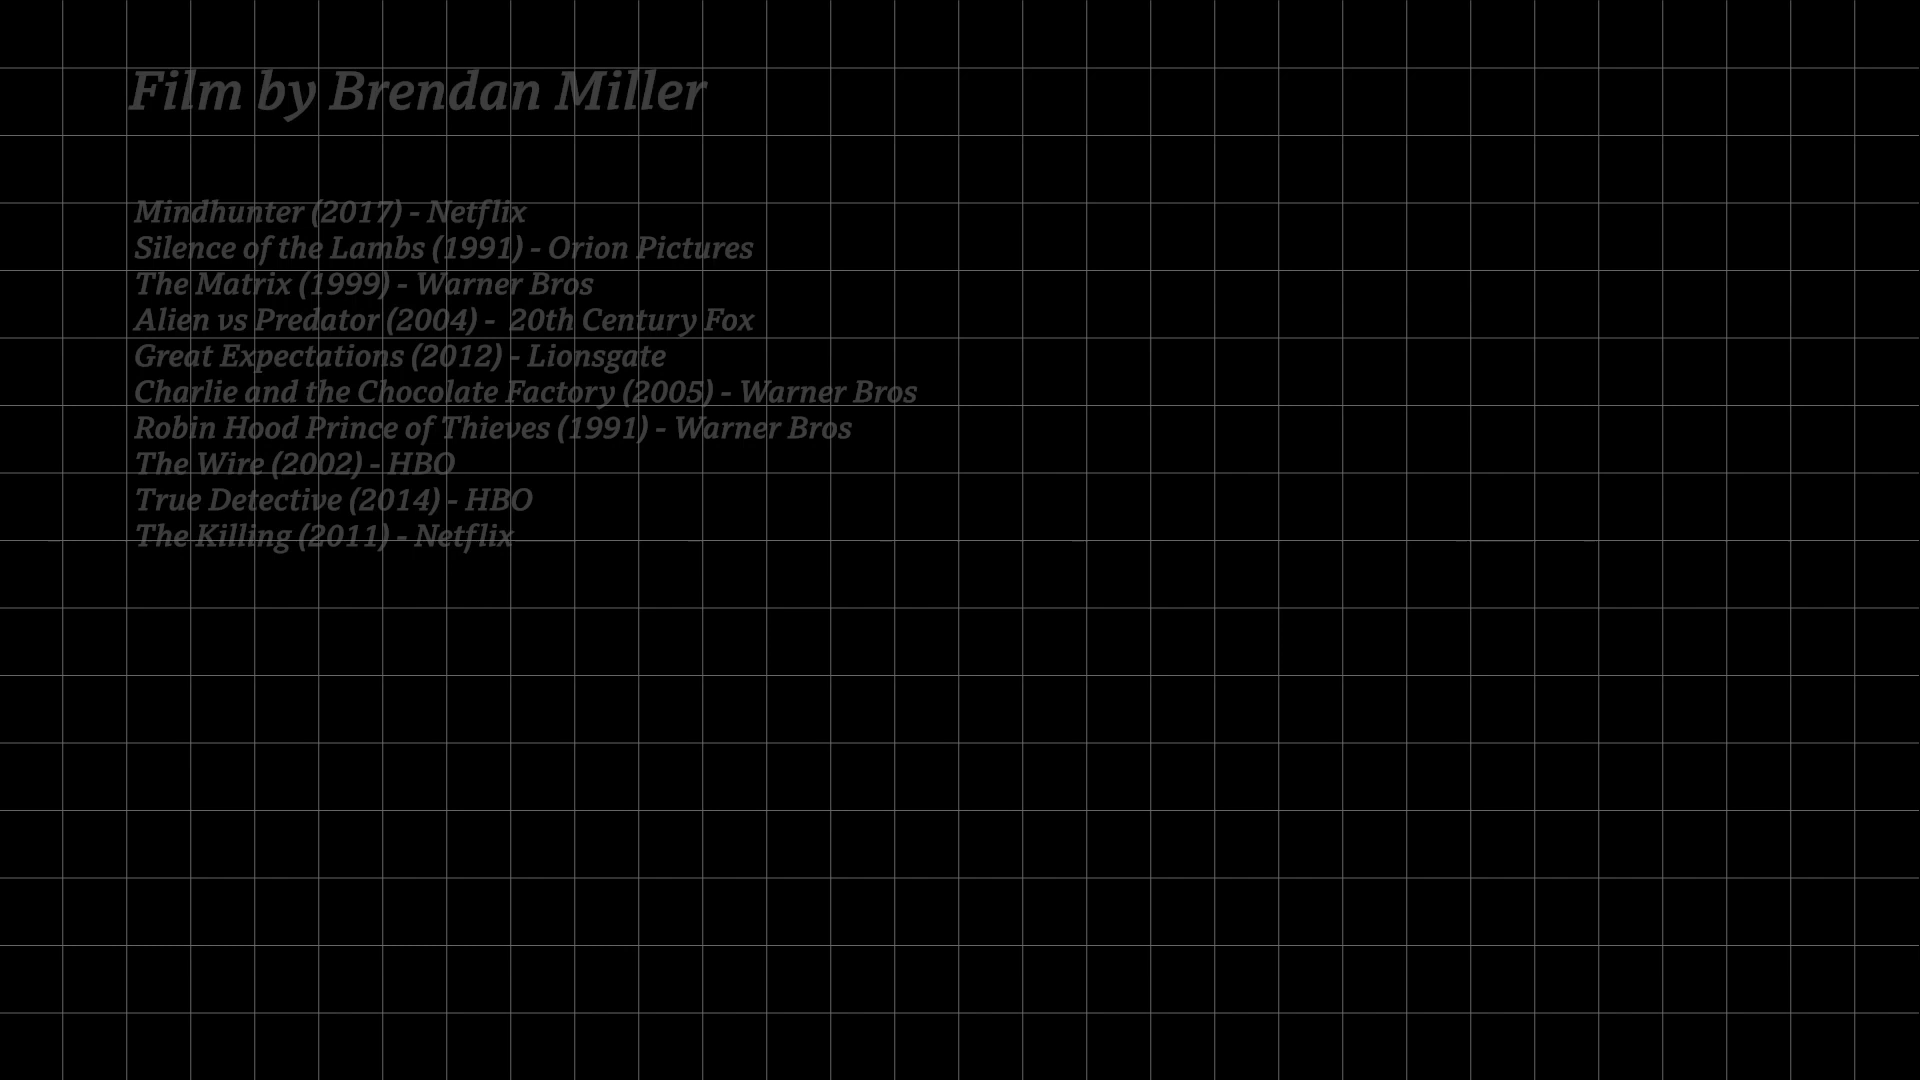 Film by Brendan Miller
Mindhunter (2017) - Netflix
Silence of the Lambs (1991) - Orion Pictures
The Matrix (1999) - Warner Bros
Alien vs Predator (2004) -  20th Century Fox
Great Expectations (2012) - Lionsgate
Charlie and the Chocolate Factory (2005) - Warner Bros
Robin Hood Prince of Thieves (1991) - Warner Bros
The Wire (2002) - HBO
True Detective (2014) - HBO
The Killing (2011) - Netflix